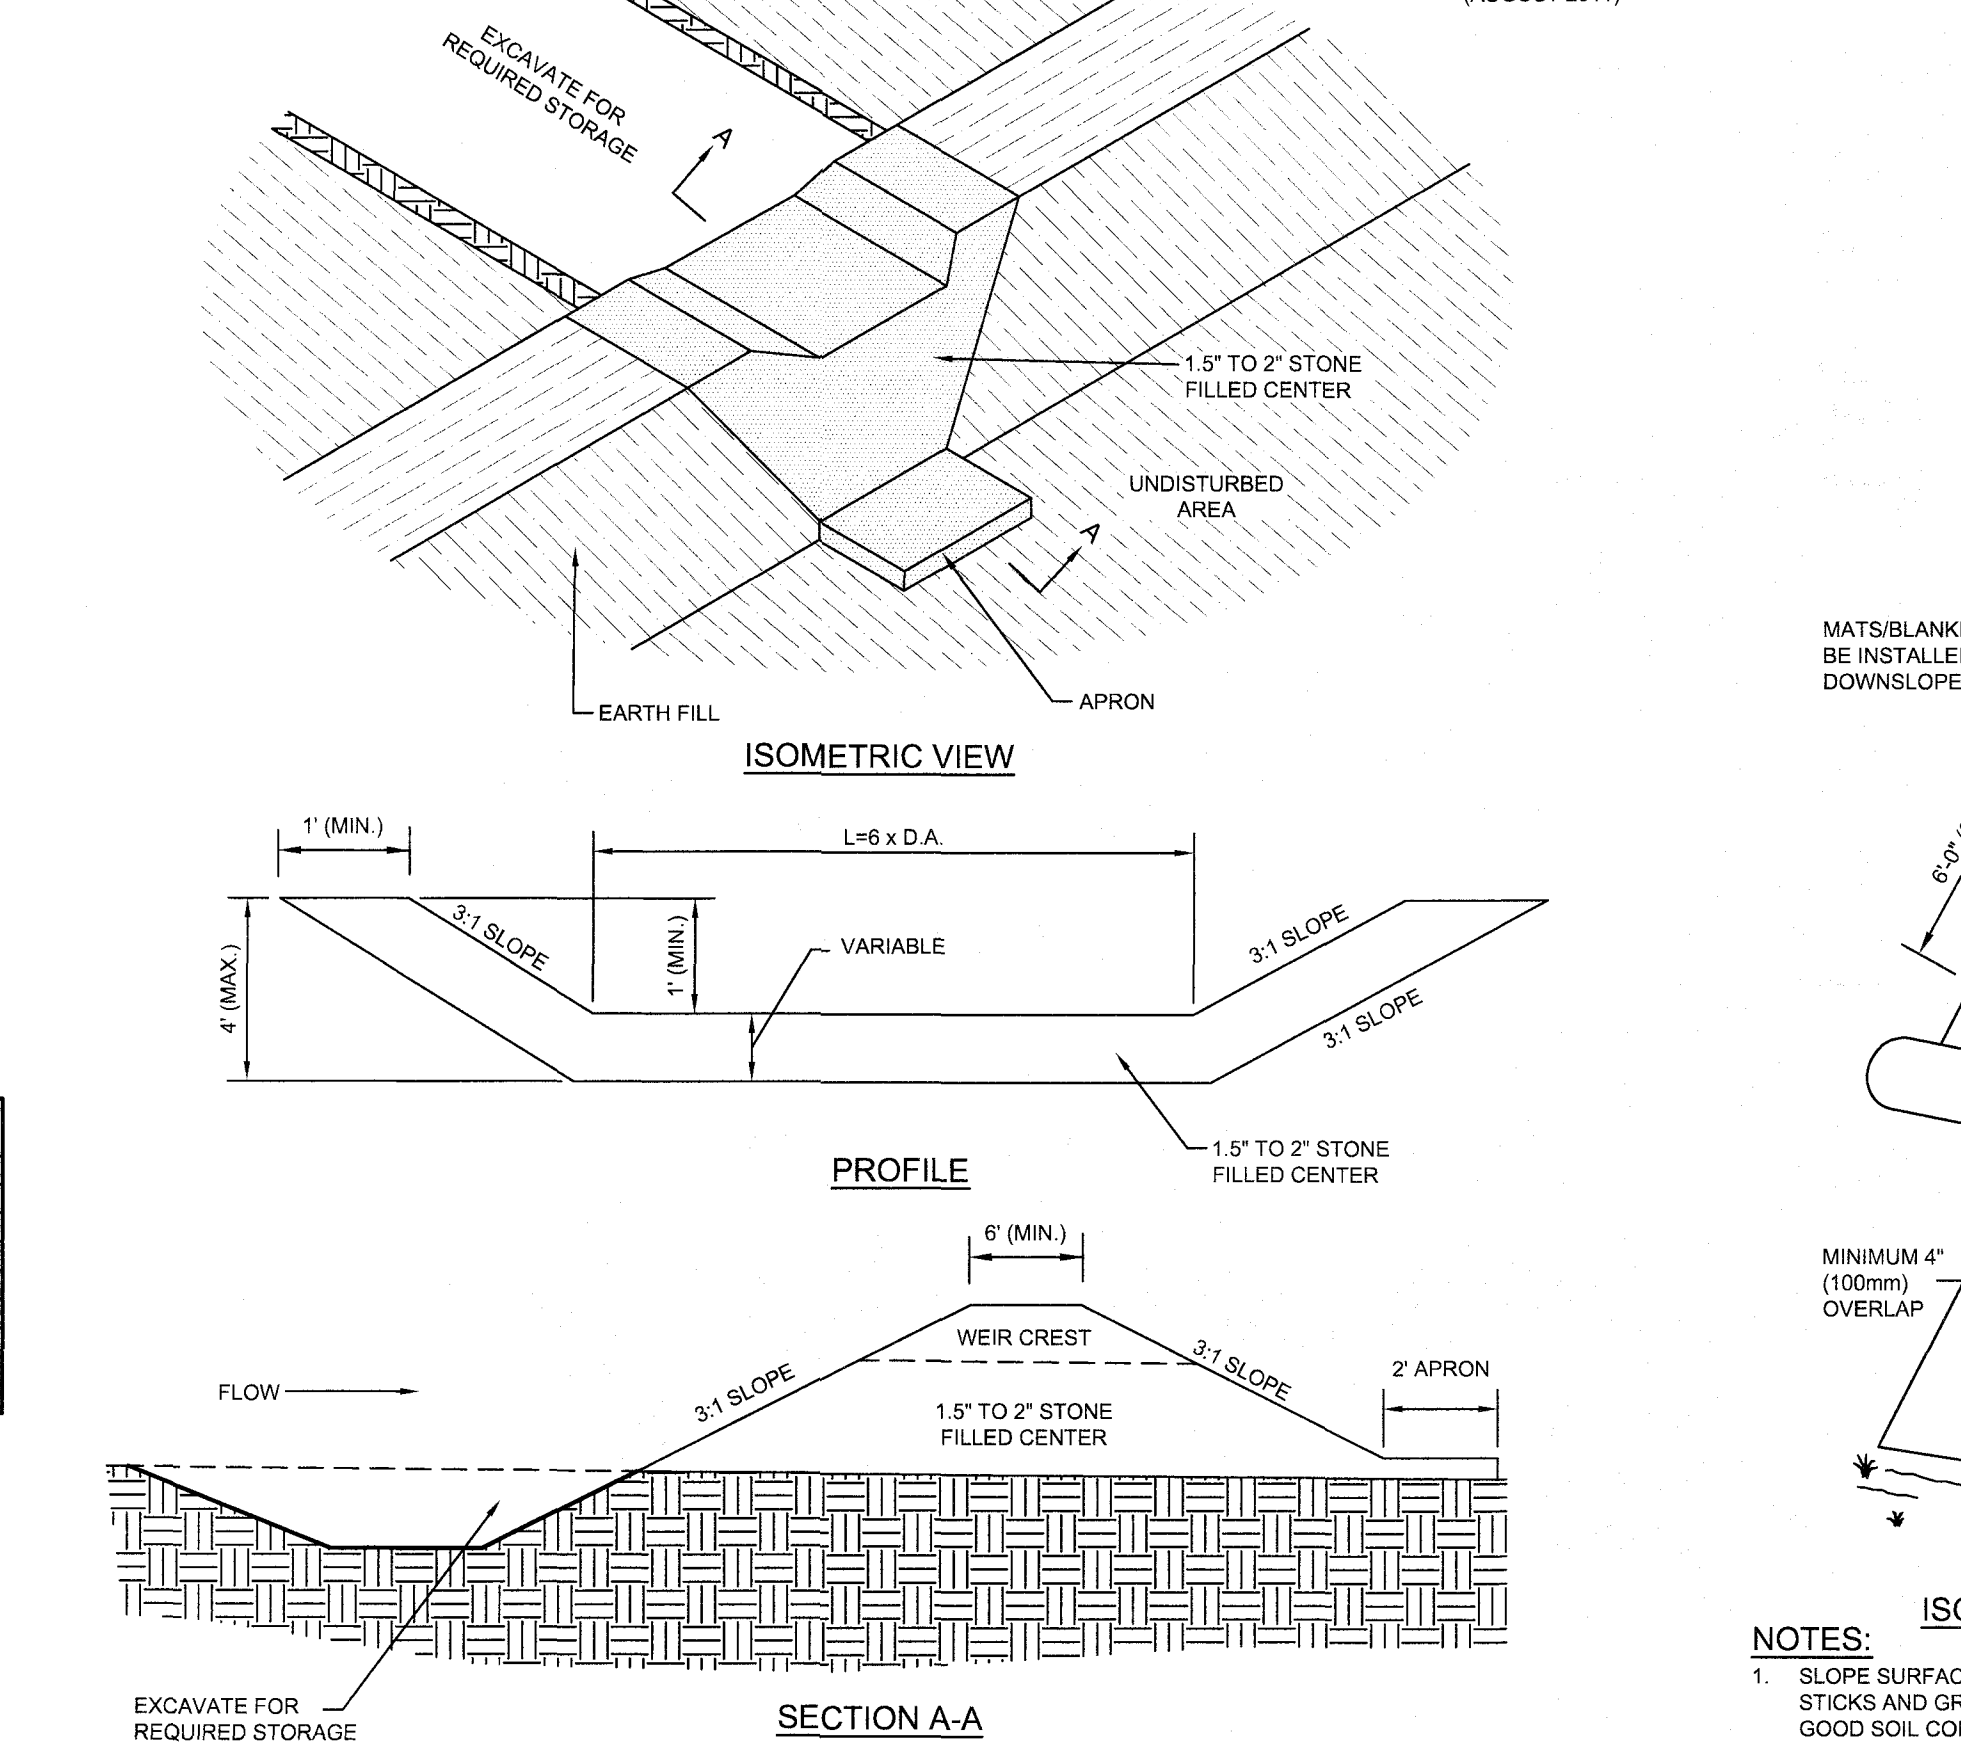 EXCAVATE FOR
REQUIRED STORAGE
A
1.5" TO 2" STONE
FILLED CENTER
UNDISTURBED
AREA
A
EARTH FILL
APRON
ISOMETRIC VIEW
1' (MIN.)
L=6 x D.A.
3:1 SLOPE
1' (MIN.)
VARIABLE
3:1 SLOPE
4' (MAX.)
3:1 SLOPE
1.5" TO 2" STONE
FILLED CENTER
PROFILE
6' (MIN.)
WEIR CREST
3:1 SLOPE
3:1 SLOPE
2' APRON
FLOW
1.5" TO 2" STONE
FILLED CENTER
EXCAVATE FOR
REQUIRED STORAGE
SECTION A-A
MATS/BLANK
BE INSTALLE
DOWNSLOPE
6'-0"
MINIMUM 4"
(100mm)
OVERLAP
NOTES:
1. SLOPE SURFAC
STICKS AND GR
GOOD SOIL CO